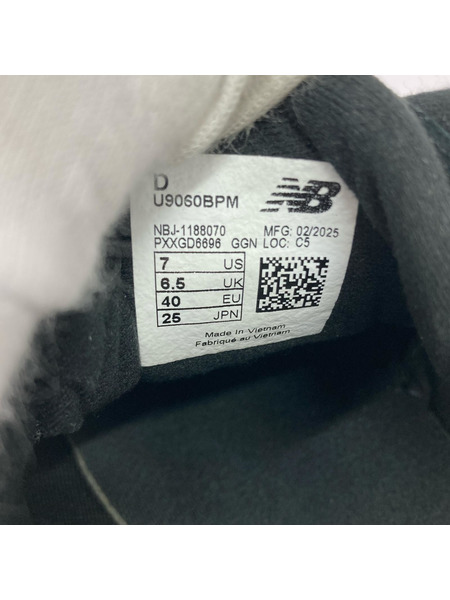 D
U9060BPM
NB
NBJ-1188070 MFG: 02/2025
PXXGD6696 GGN LOC: C5
7 US
6.5 UK
40 EU
25 JPN
Made in Vietnam
Fabriqué au Vietnam